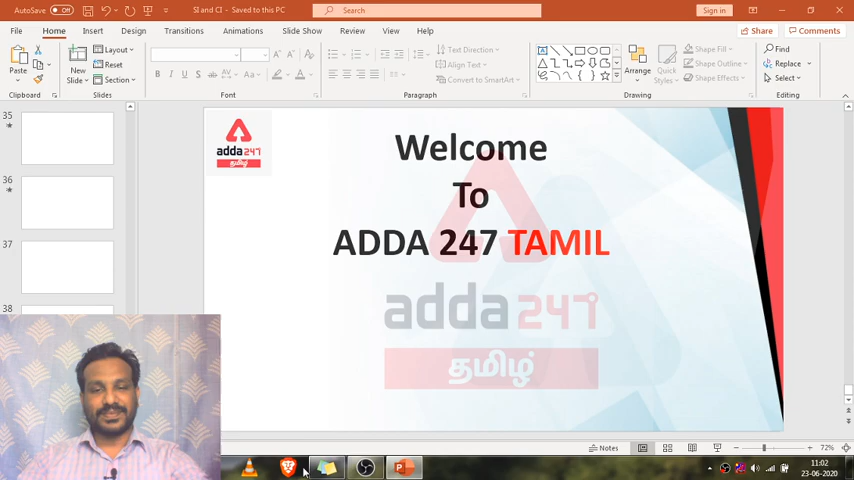 AutoSave Off
SI and CI - Saved to this PC
Search
Sign in
File Home Insert Design Transitions Animations Slide Show Review View Help
Share Comments
Paste
New
Slide
Layout
Reset
Section
Text Direction
Align Text
Convert to SmartArt
Arrange
Quick
Styles
Shape Fill
Shape Outline
Shape Effects
Find
Replace
Select
Clipboard Slides Font Paragraph Drawing Editing
35
36
37
38
adda 247
தமிழ்
Welcome
To
ADDA 247 TAMIL
adda 247
தமிழ்
Notes
72%
11:02
23-06-2020